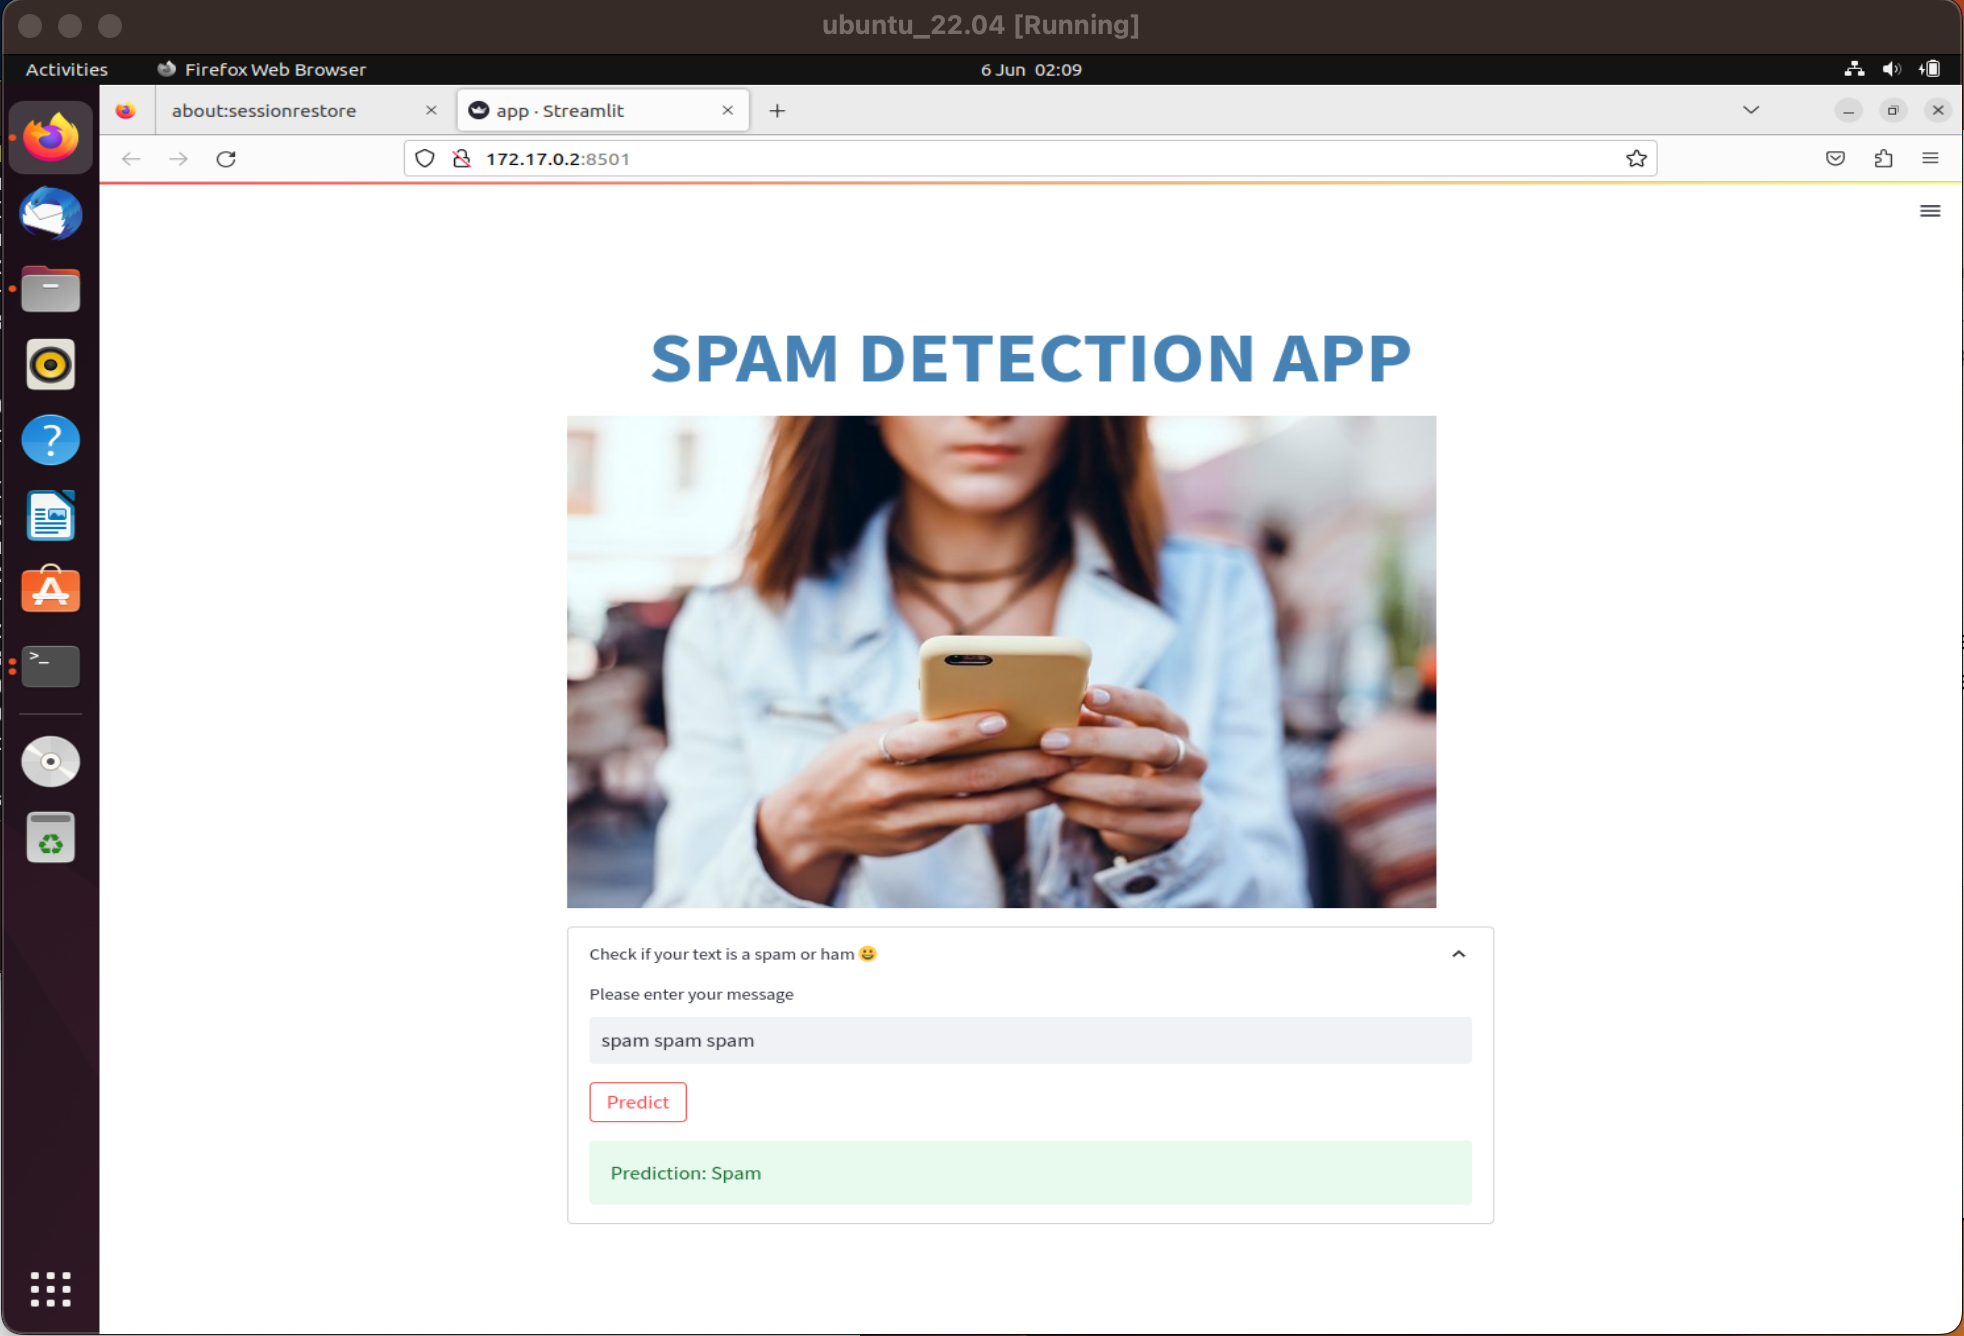 ubuntu_22.04 [Running]
Activities
Firefox Web Browser
6 Jun 02:09
about:sessionrestore
app · Streamlit
172.17.0.2:8501
SPAM DETECTION APP
Check if your text is a spam or ham 😀
Please enter your message
spam spam spam
Predict
Prediction: Spam